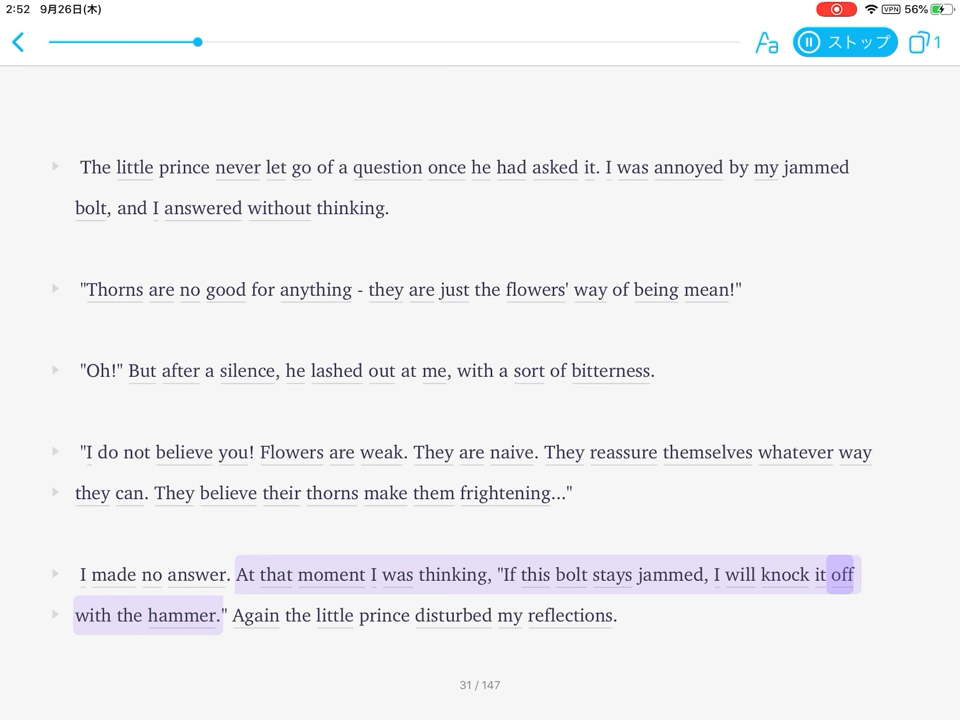 2:52 9月26日(木) VPN 56%
ストップ 1
The little prince never let go of a question once he had asked it. I was annoyed by my jammed
bolt, and I answered without thinking.
"Thorns are no good for anything - they are just the flowers' way of being mean!"
"Oh!" But after a silence, he lashed out at me, with a sort of bitterness.
"I do not believe you! Flowers are weak. They are naive. They reassure themselves whatever way
they can. They believe their thorns make them frightening..."
I made no answer. At that moment I was thinking, "If this bolt stays jammed, I will knock it off
with the hammer." Again the little prince disturbed my reflections.
31 / 147